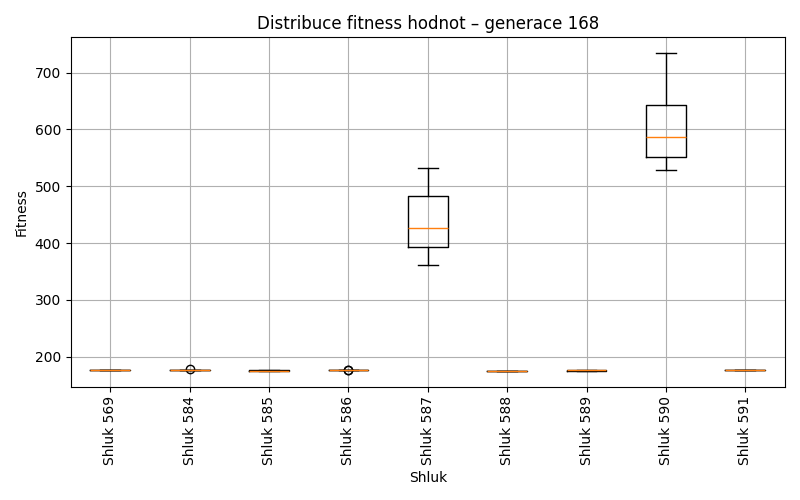 Distribuce fitness hodnot – generace 168
Fitness
700
600
500
400
300
200
Shluk 569
Shluk 584
Shluk 585
Shluk 586
Shluk 587
Shluk 588
Shluk 589
Shluk 590
Shluk 591
Shluk